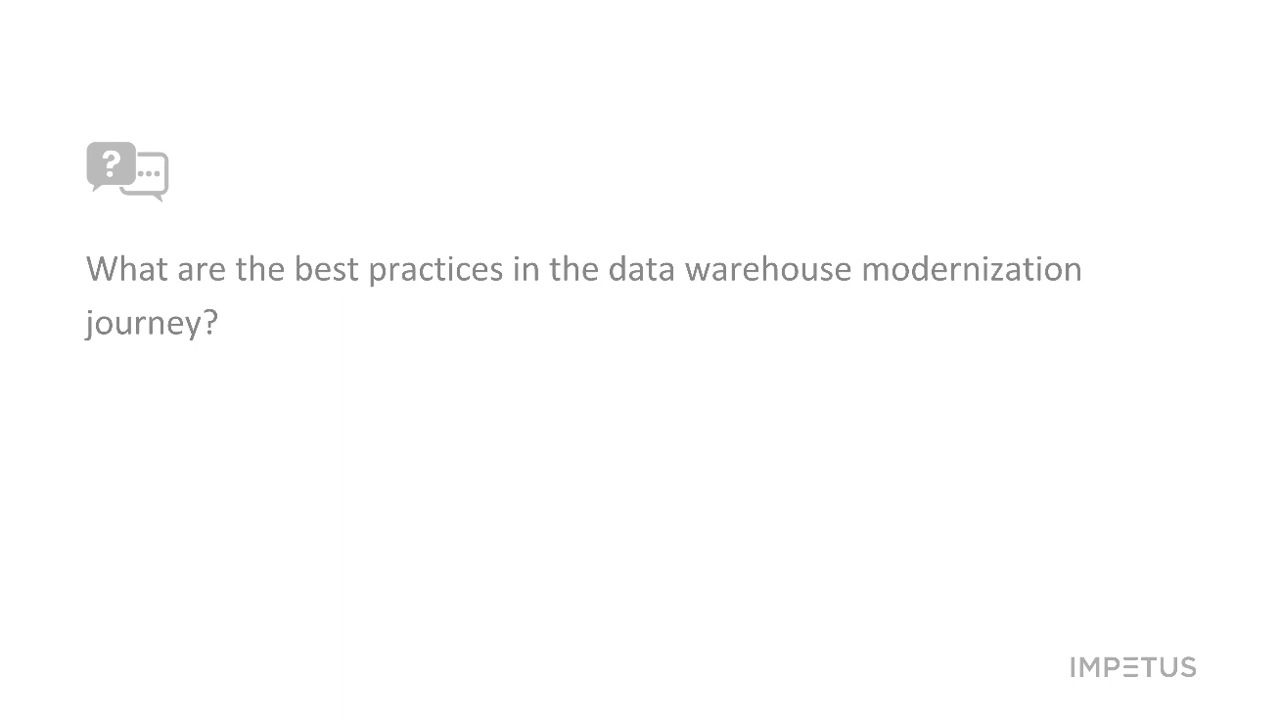 ?
What are the best practices in the data warehouse modernization
journey?
IMPETUS